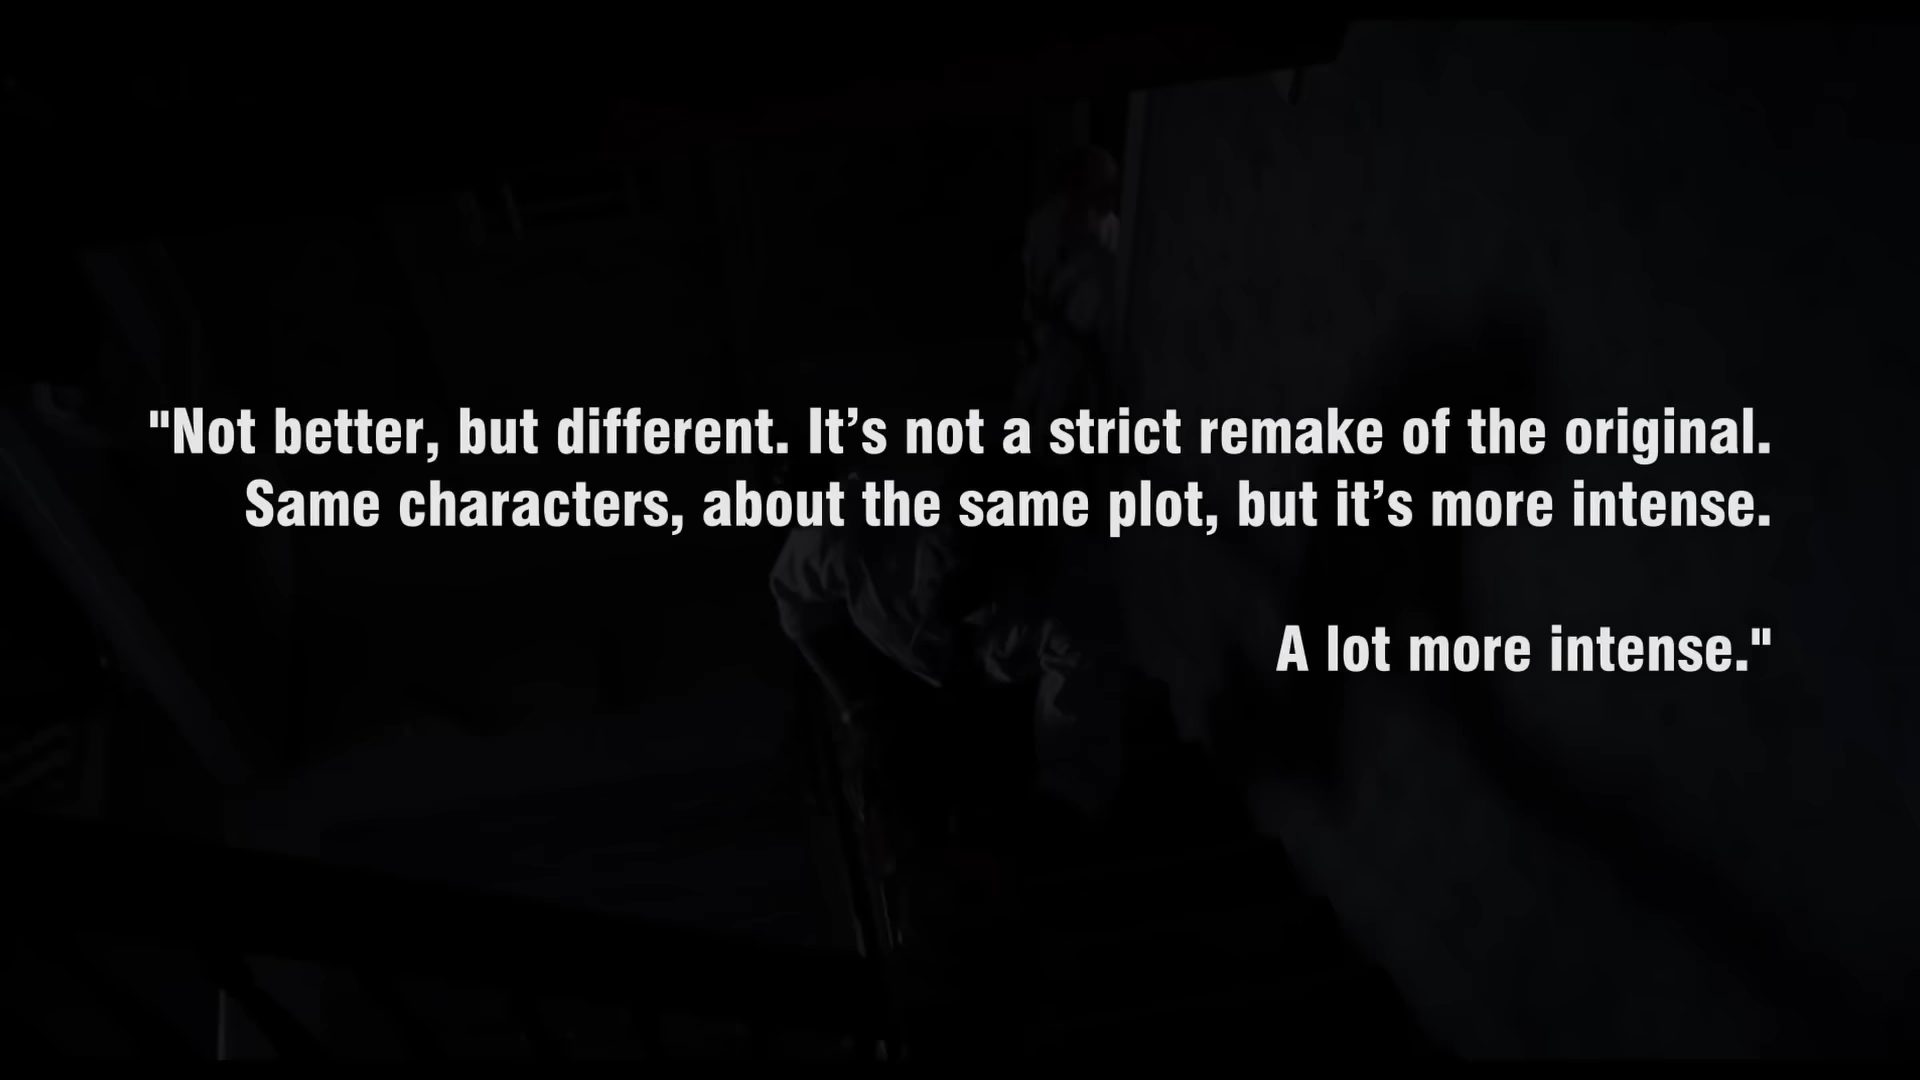 "Not better, but different. It’s not a strict remake of the original.
Same characters, about the same plot, but it’s more intense.
A lot more intense."